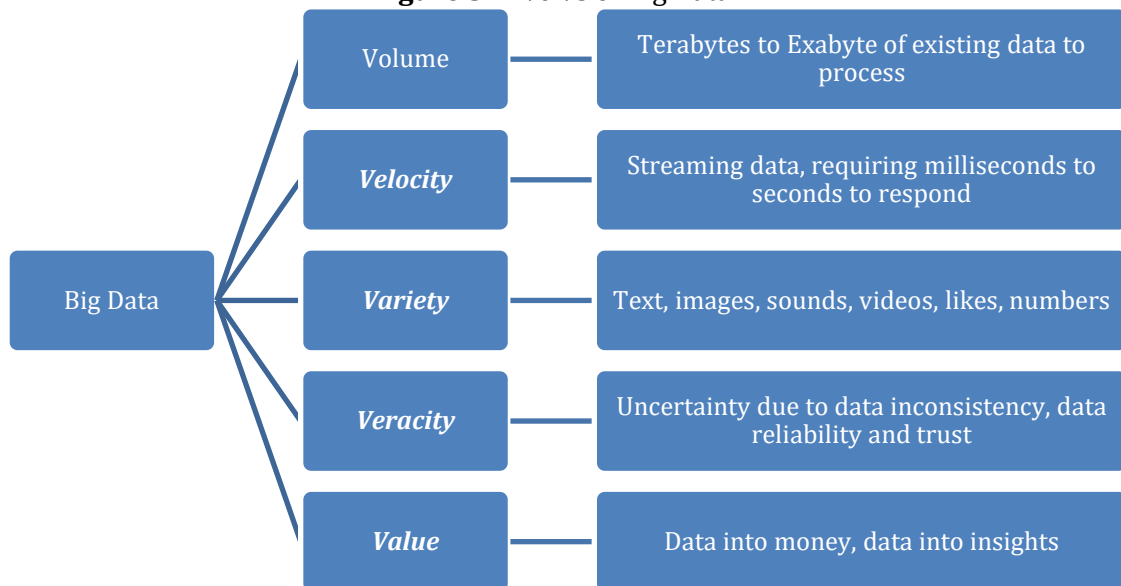 Big Data
Volume
Terabytes to Exabyte of existing data to
process
Velocity
Streaming data, requiring milliseconds to
seconds to respond
Variety
Text, images, sounds, videos, likes, numbers
Veracity
Uncertainty due to data inconsistency, data
reliability and trust
Value
Data into money, data into insights